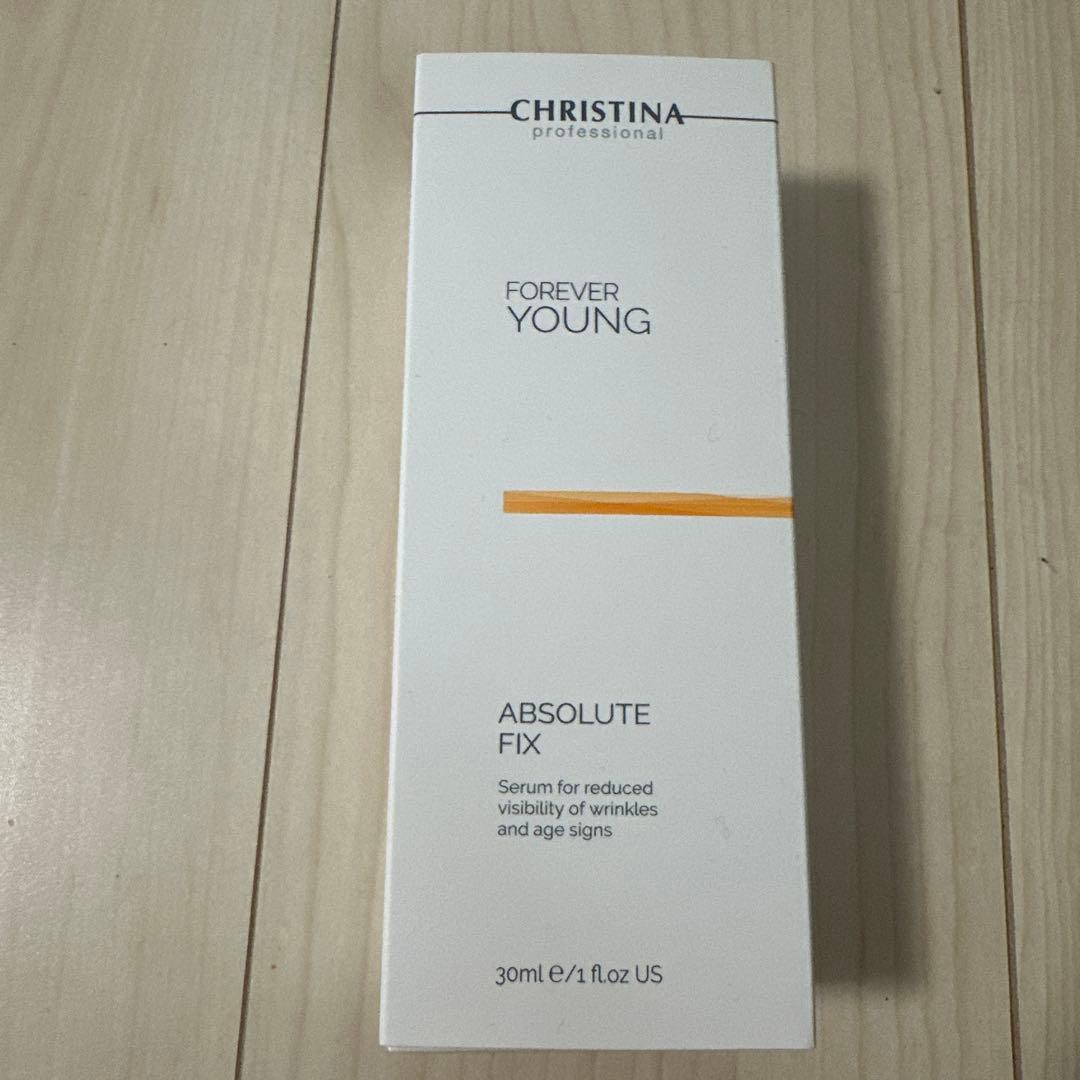 CHRISTINA
professional
FOREVER
YOUNG
ABSOLUTE
FIX
Serum for reduced
visibility of wrinkles
and age signs
30ml ℮/1 fl.oz US